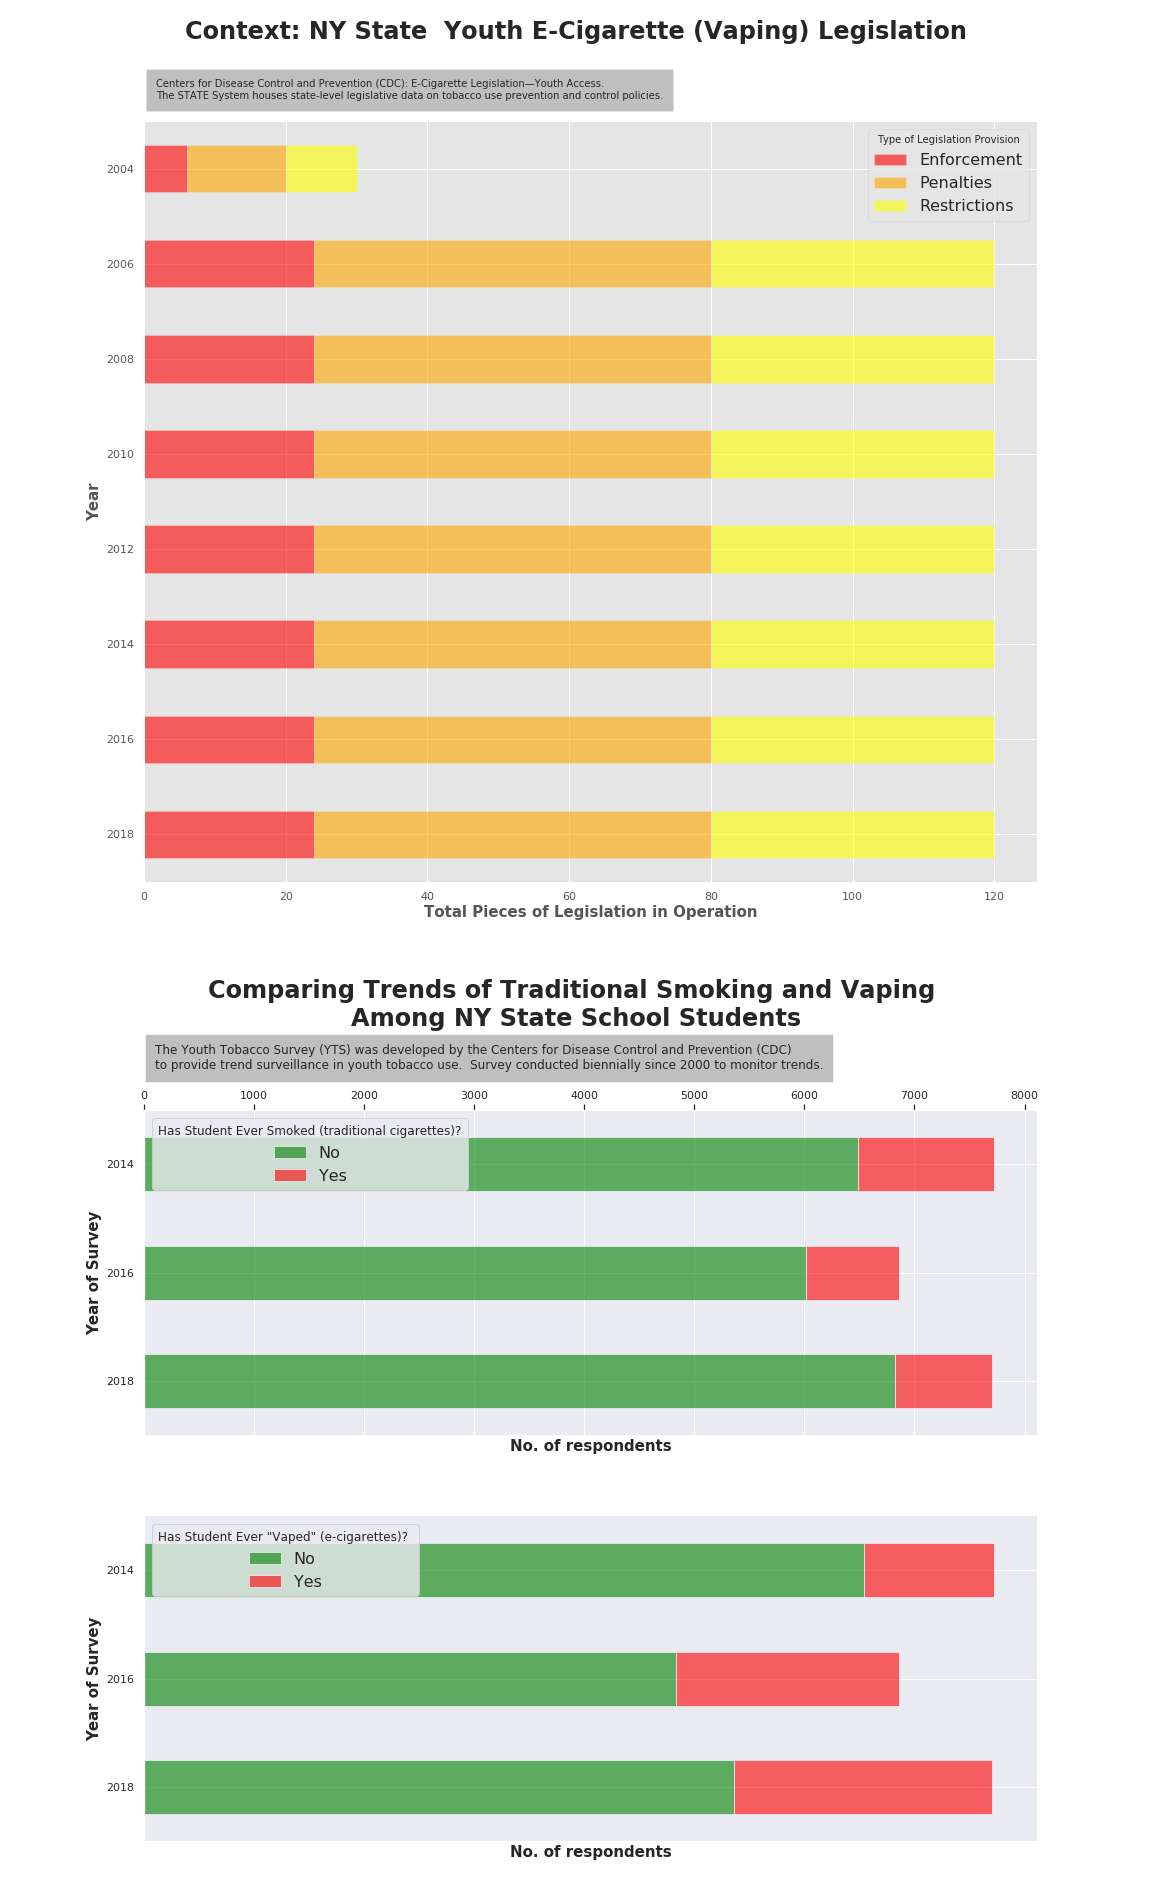 Context: NY State  Youth E-Cigarette (Vaping) Legislation
Centers for Disease Control and Prevention (CDC): E-Cigarette Legislation—Youth Access.
The STATE System houses state-level legislative data on tobacco use prevention and control policies.
Type of Legislation Provision
Enforcement
Penalties
Restrictions
2004
2006
2008
2010
2012
2014
2016
2018
Year
0 20 40 60 80 100 120
Total Pieces of Legislation in Operation
Comparing Trends of Traditional Smoking and Vaping
Among NY State School Students
The Youth Tobacco Survey (YTS) was developed by the Centers for Disease Control and Prevention (CDC)
to provide trend surveillance in youth tobacco use.  Survey conducted biennially since 2000 to monitor trends.
0 1000 2000 3000 4000 5000 6000 7000 8000
Has Student Ever Smoked (traditional cigarettes)?
No
Yes
2014
2016
2018
Year of Survey
No. of respondents
Has Student Ever "Vaped" (e-cigarettes)?
No
Yes
2014
2016
2018
Year of Survey
No. of respondents